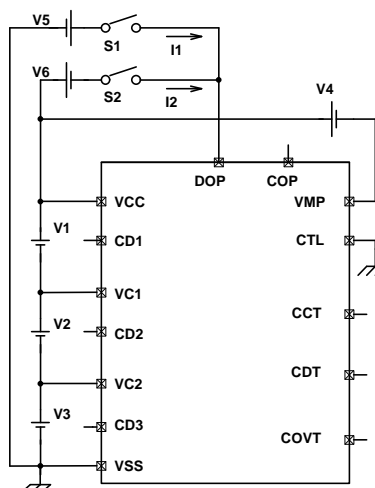 V5
S1
I1
V6
S2
I2
V4
DOP
COP
VCC
VMP
V1
CD1
CTL
VC1
V2
CD2
CCT
VC2
CDT
V3
CD3
COVT
VSS